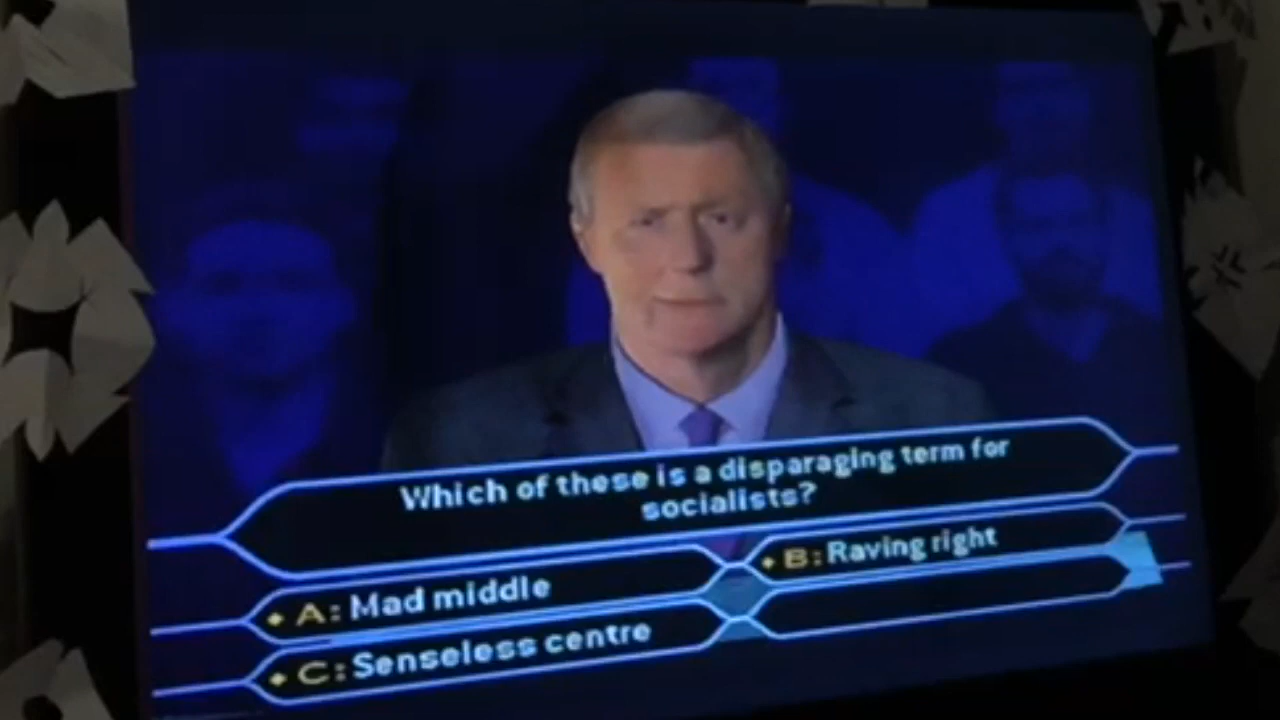 Which of these is a disparaging term for
socialists?
A: Mad middle
B: Raving right
C: Senseless centre